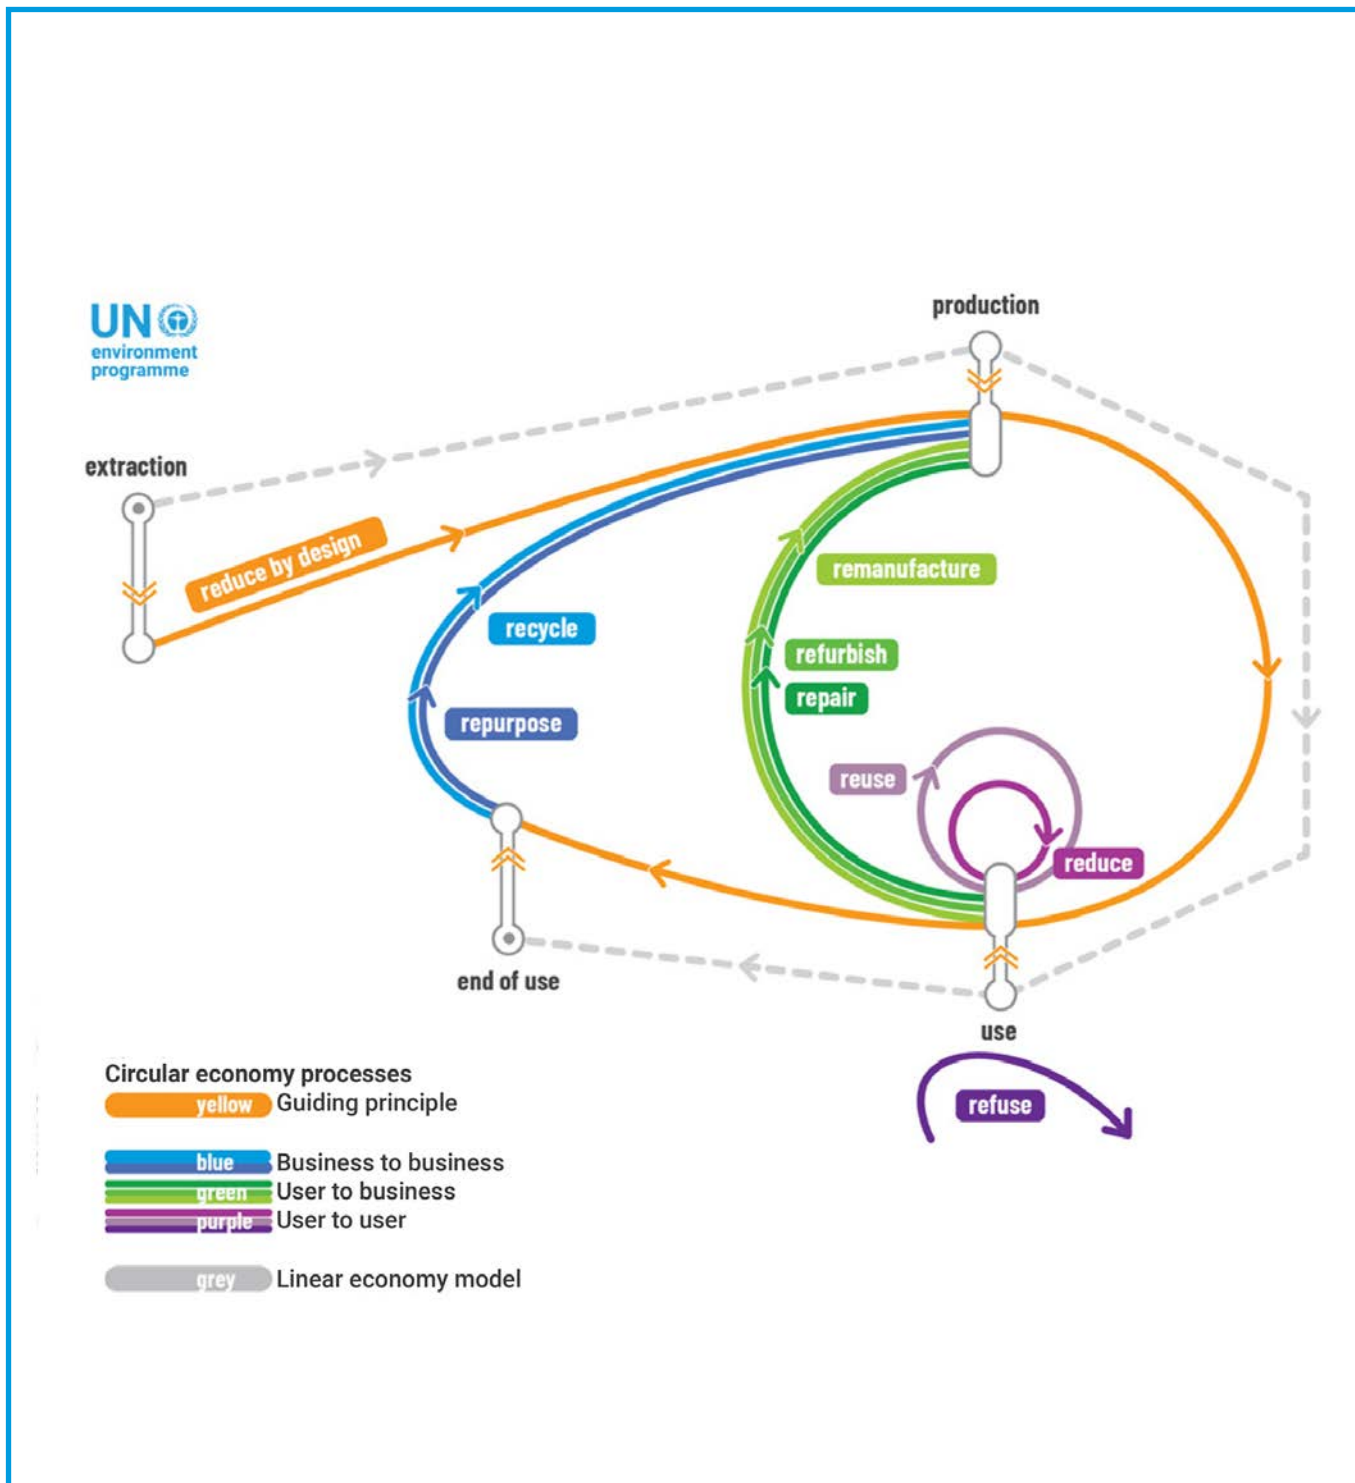 UN
environment
programme
production
extraction
reduce by design
remanufacture
recycle
refurbish
repair
repurpose
reuse
reduce
end of use
use
refuse
Circular economy processes
yellow Guiding principle
blue Business to business
green User to business
purple User to user
grey Linear economy model